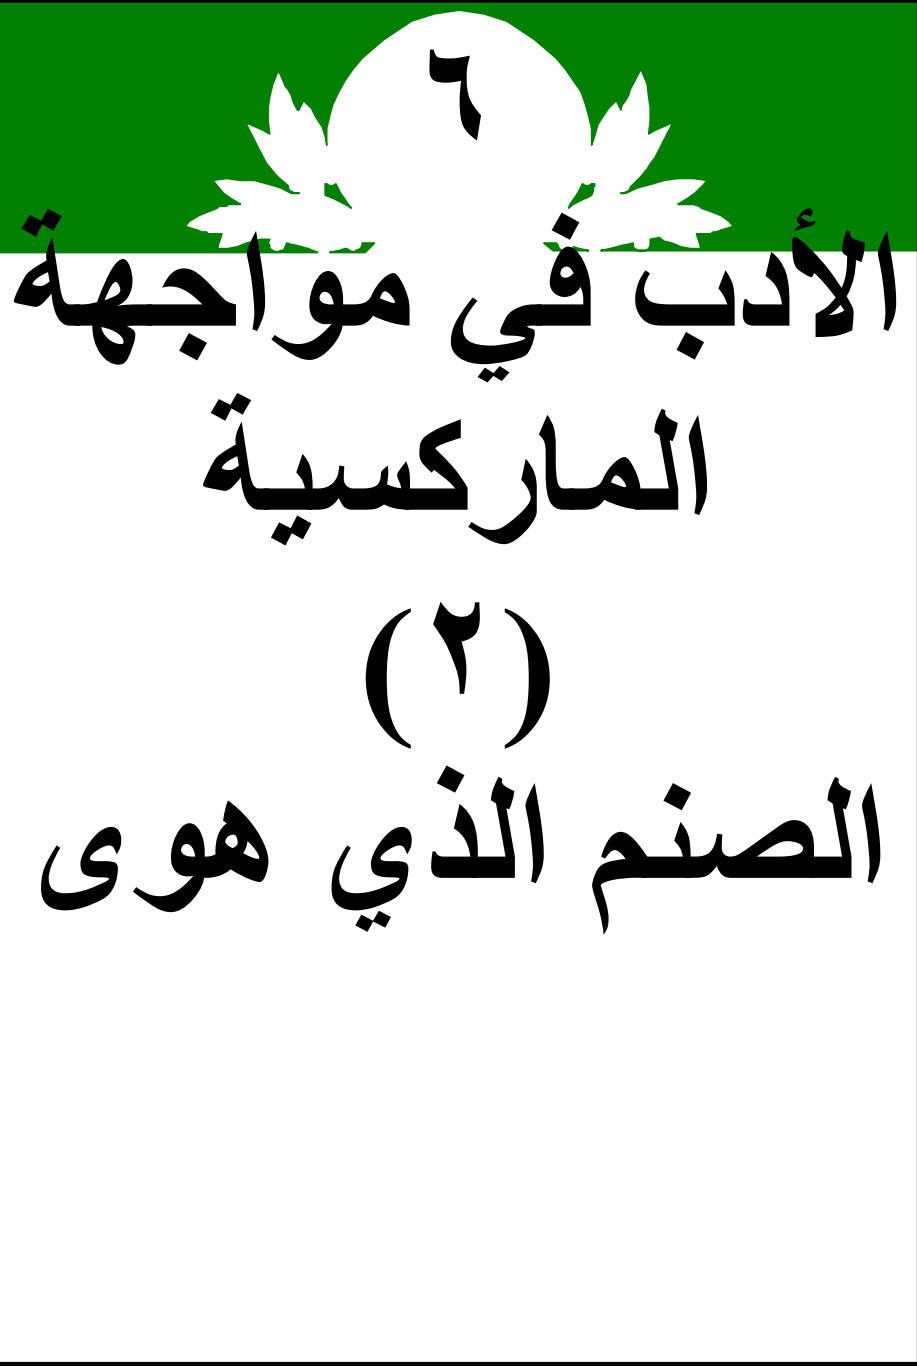 ٦
الأدب في مواجهة
الماركسية
(٢)
الصنم الذي هوى